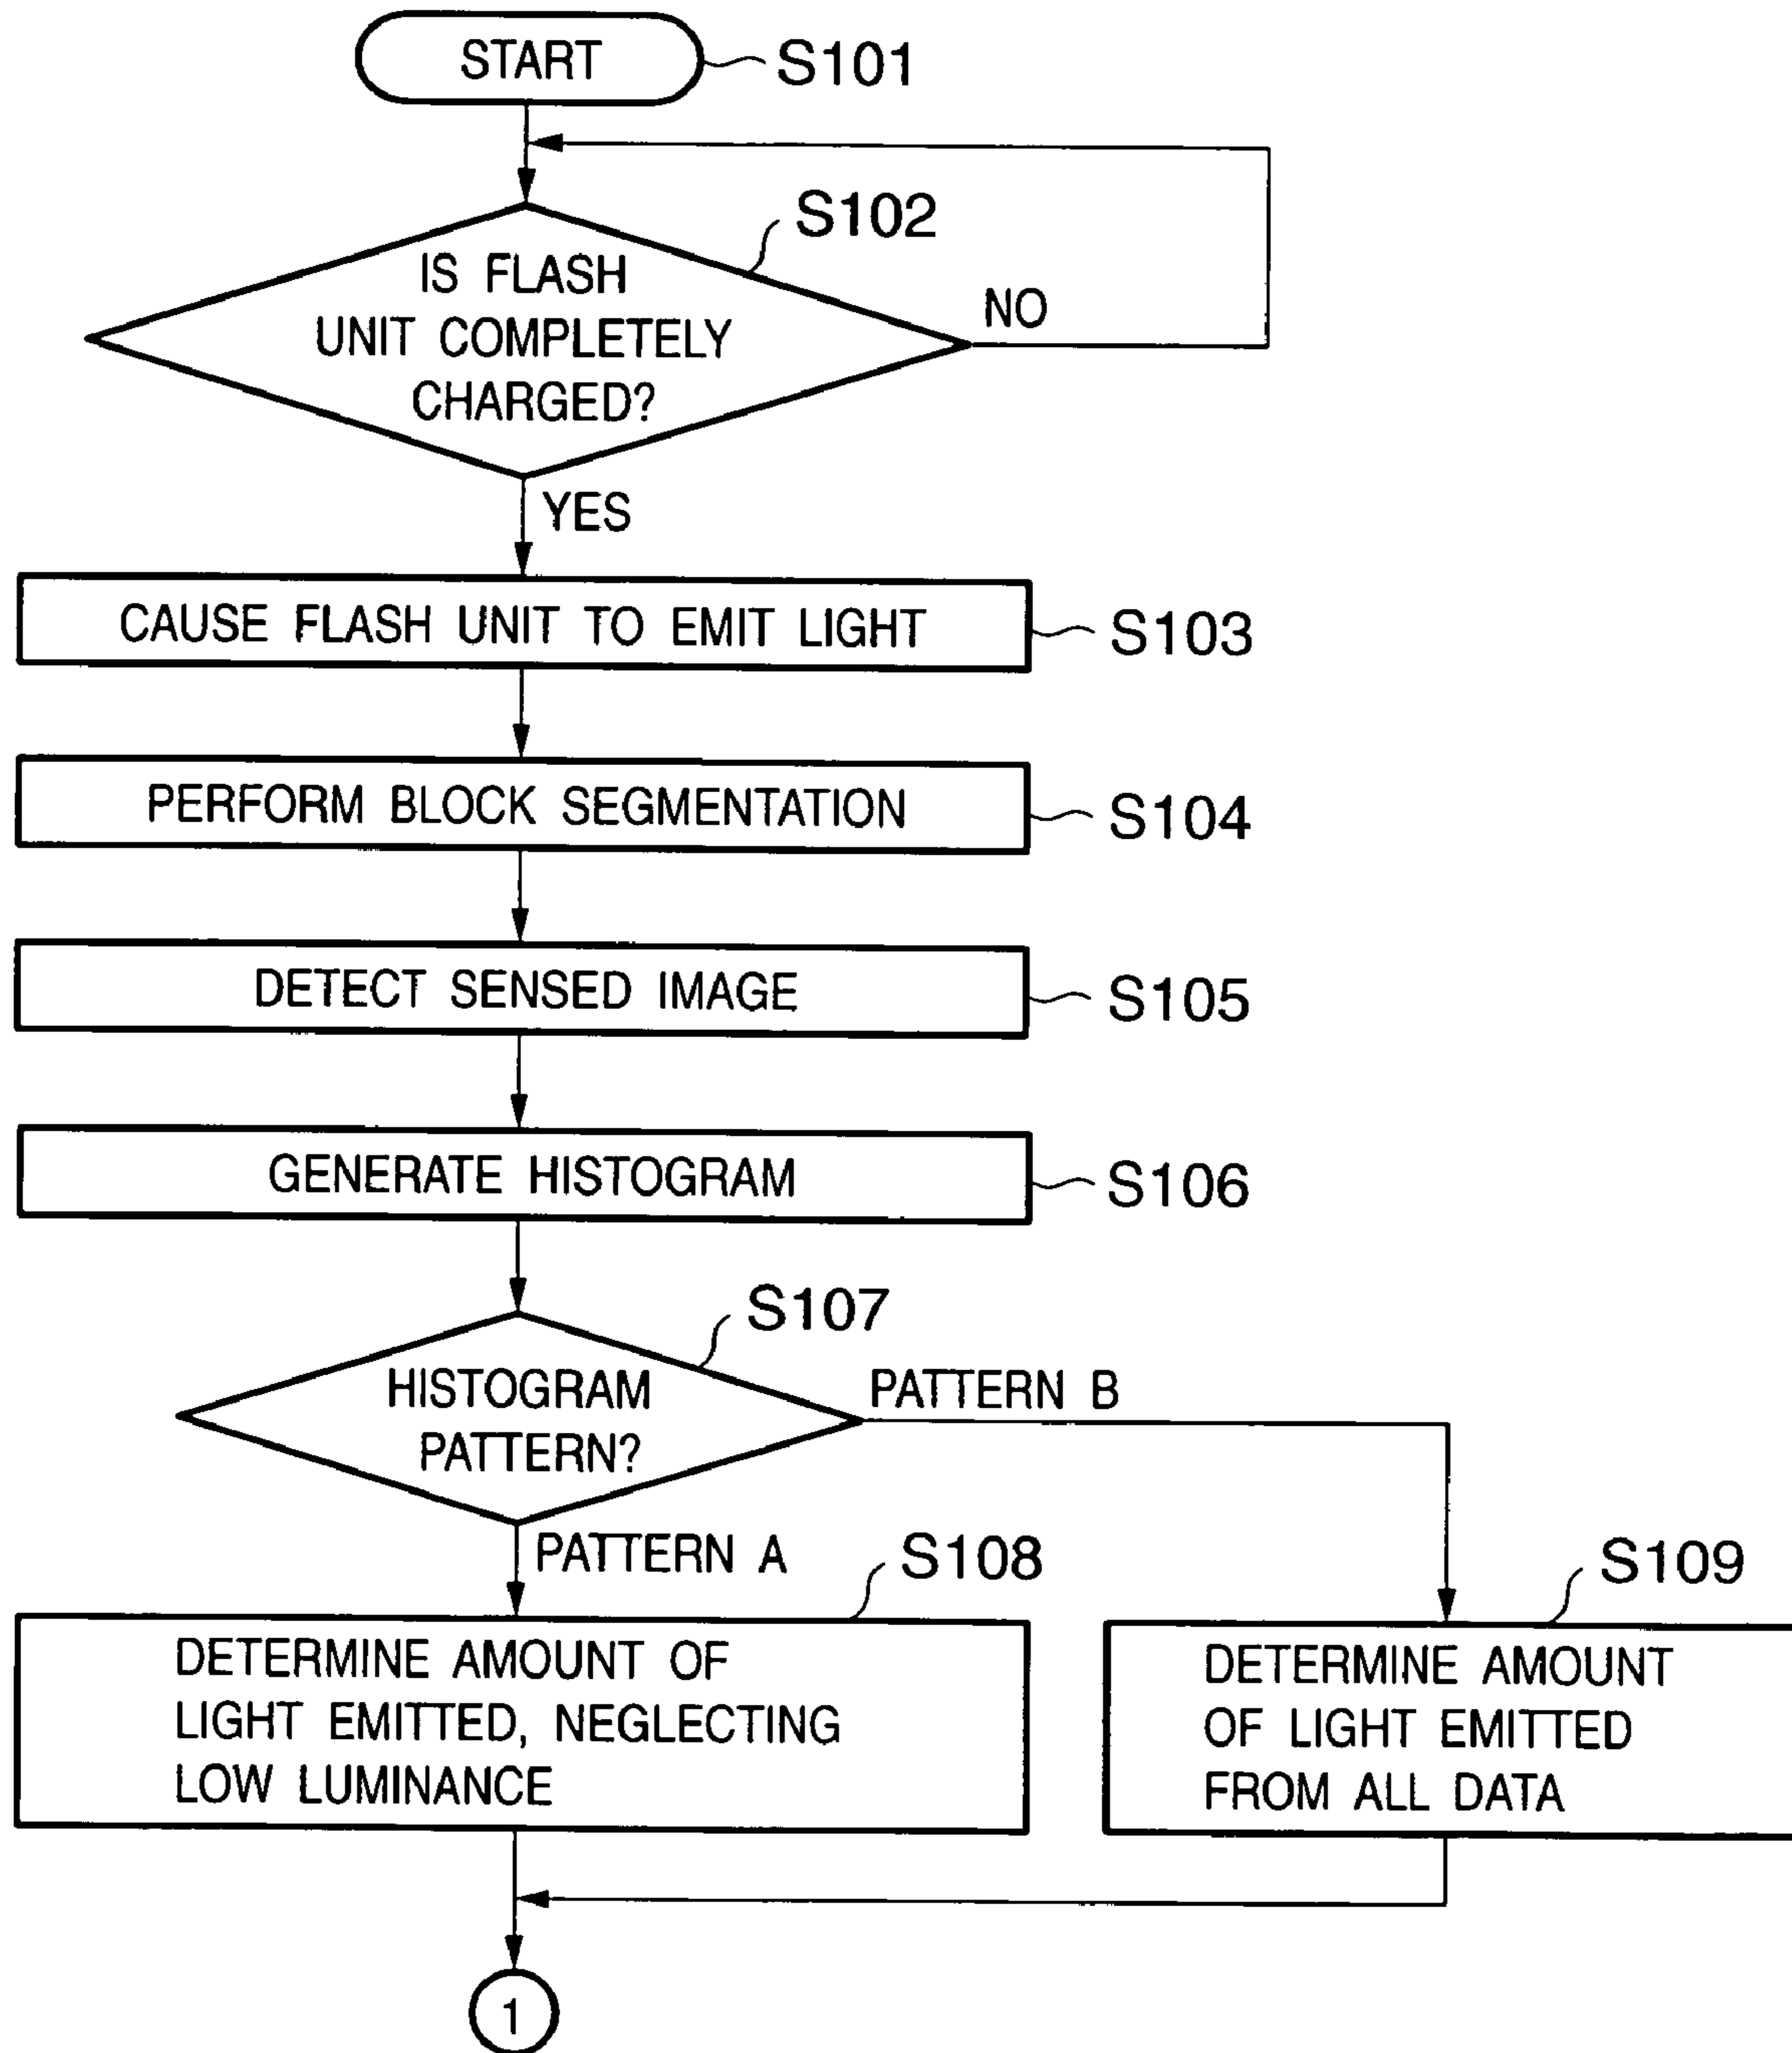 START
S101
S102
IS FLASH
UNIT COMPLETELY
CHARGED?
NO
YES
CAUSE FLASH UNIT TO EMIT LIGHT
S103
PERFORM BLOCK SEGMENTATION
S104
DETECT SENSED IMAGE
S105
GENERATE HISTOGRAM
S106
S107
HISTOGRAM
PATTERN?
PATTERN B
PATTERN A
S108
S109
DETERMINE AMOUNT OF
LIGHT EMITTED, NEGLECTING
LOW LUMINANCE
DETERMINE AMOUNT
OF LIGHT EMITTED
FROM ALL DATA
1